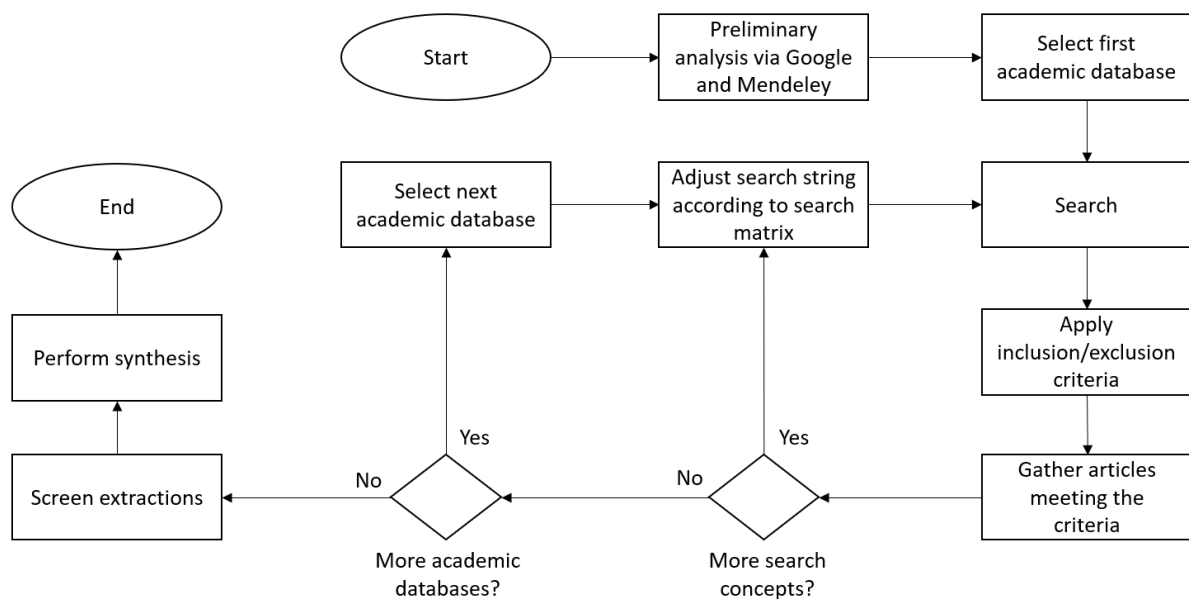 Start
Preliminary
analysis via Google
and Mendeley
Select first
academic database
End
Select next
academic database
Adjust search string
according to search
matrix
Search
Perform synthesis
Apply
inclusion/exclusion
criteria
Yes
Yes
Screen extractions
No
No
Gather articles
meeting the
criteria
More academic
databases?
More search
concepts?